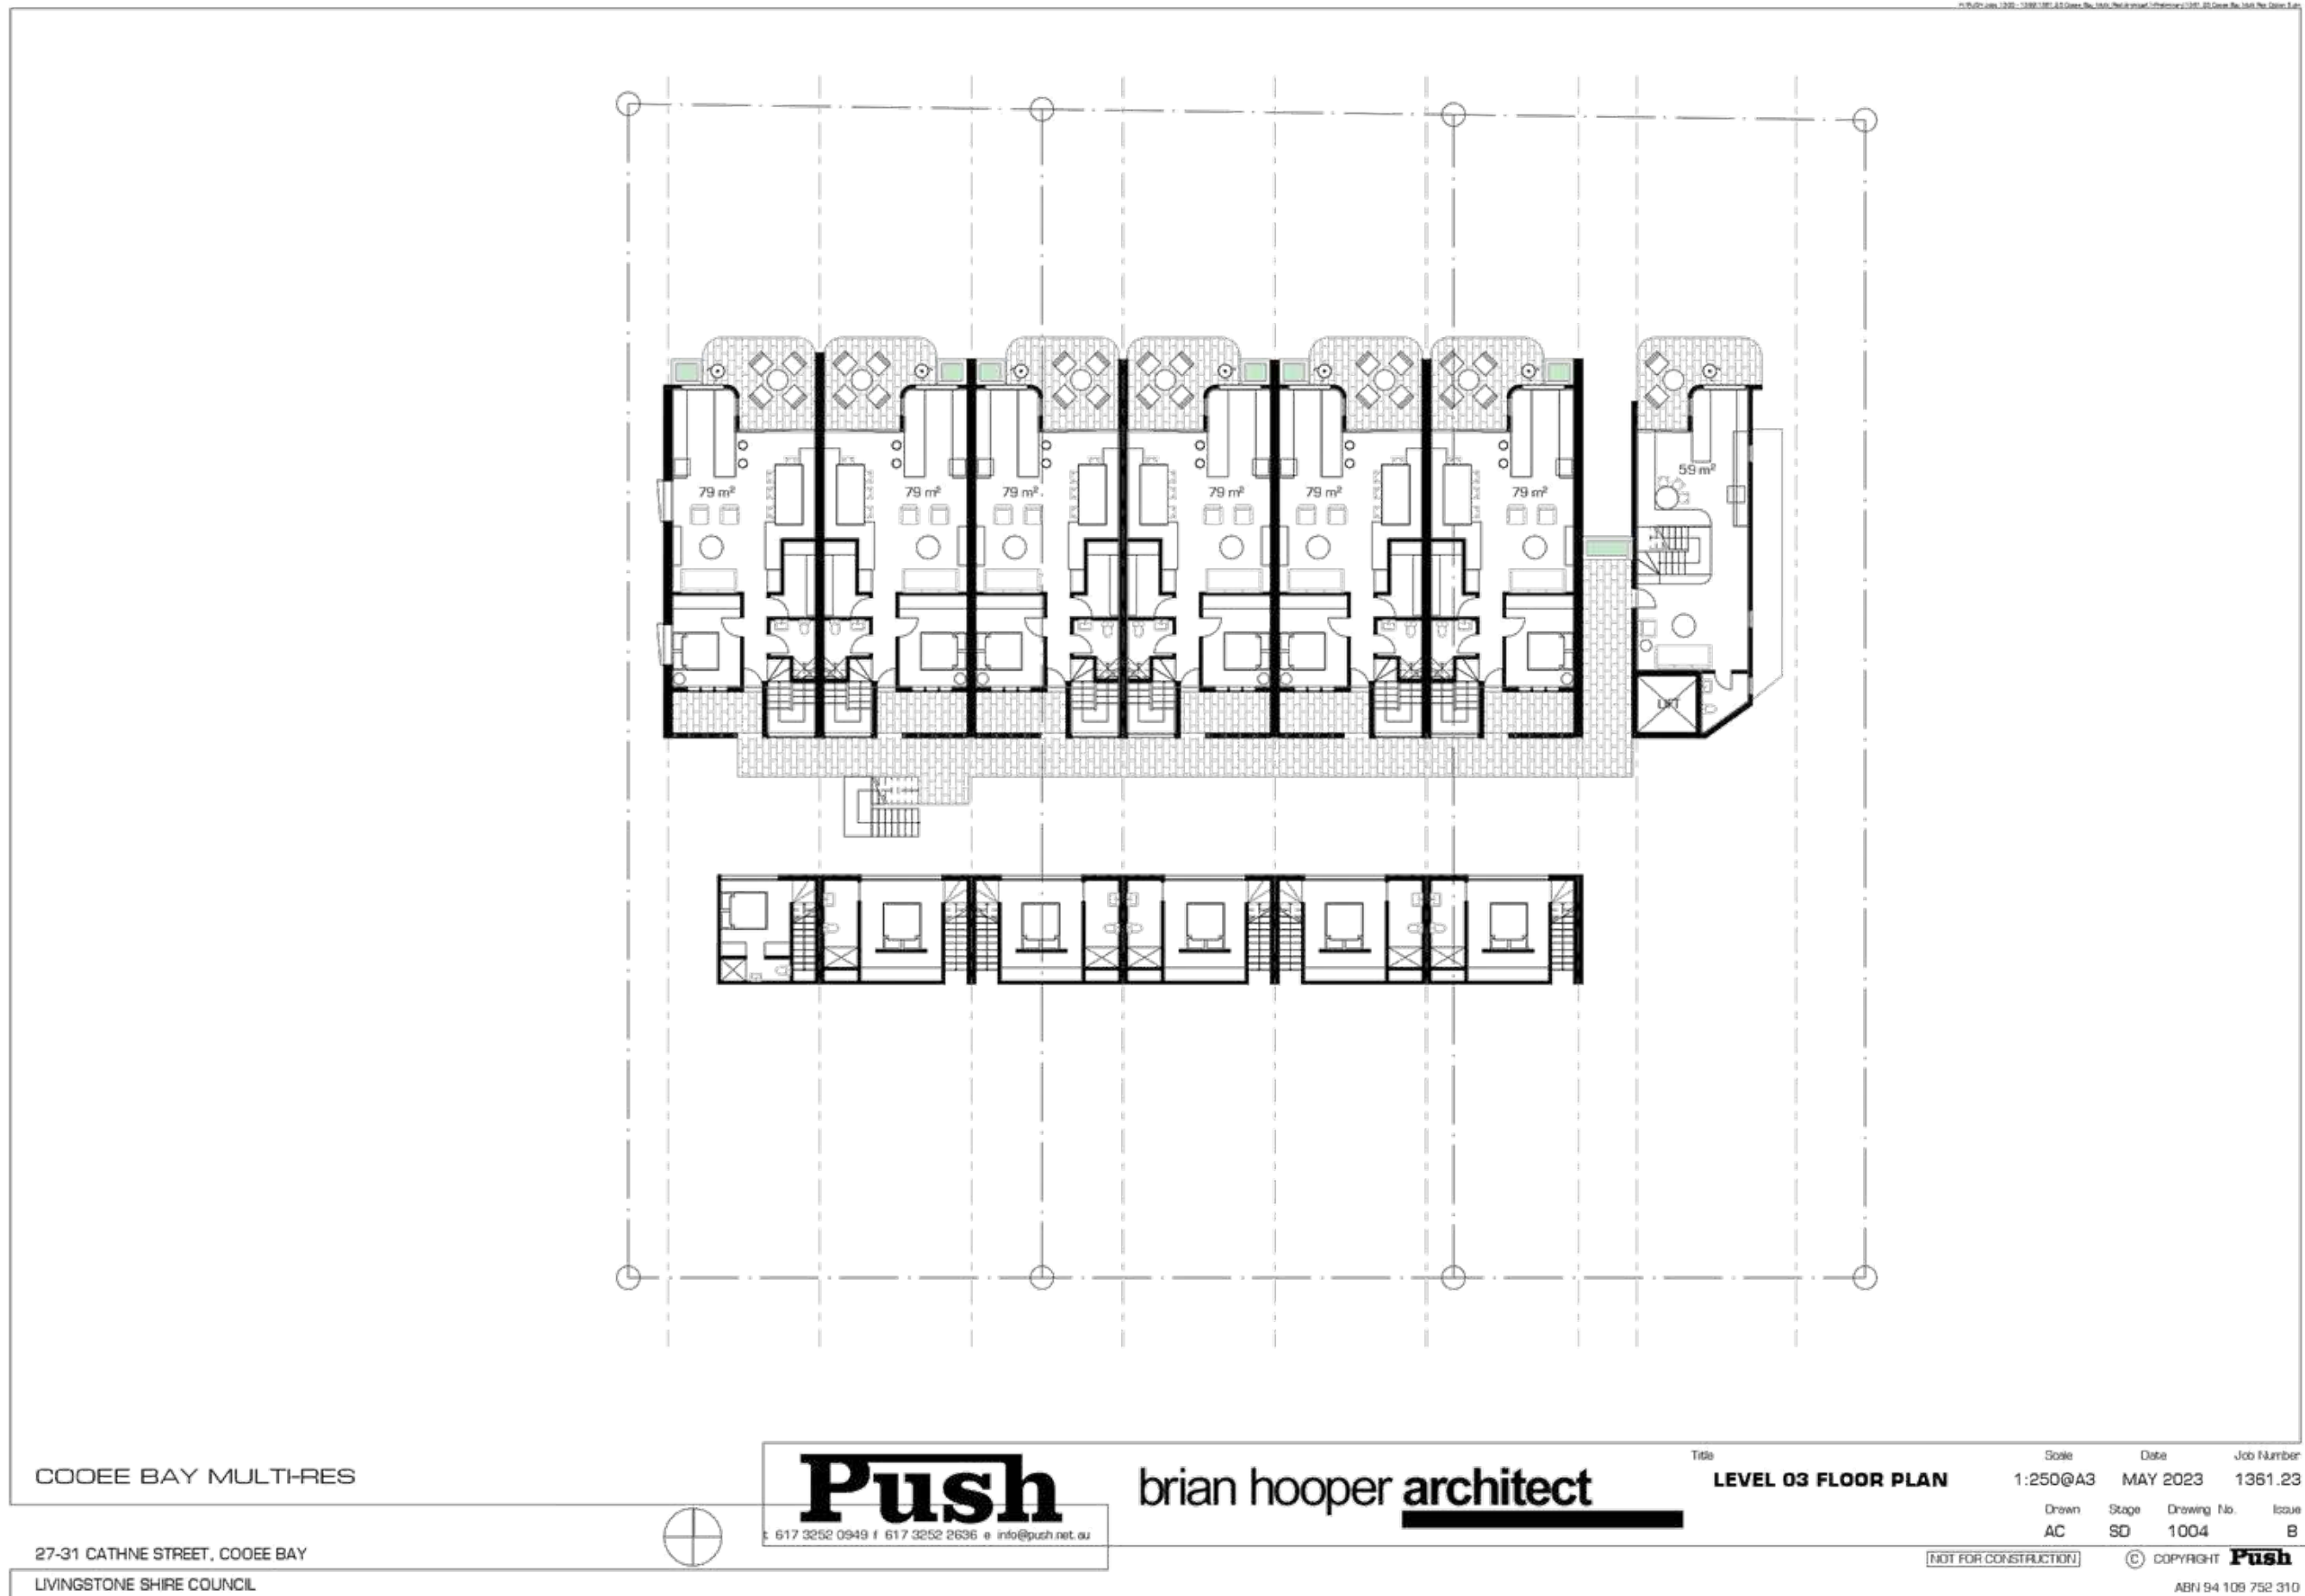 79 m²
79 m²
79 m²
79 m²
79 m²
79 m²
59 m²
LIFT
COOEE BAY MULTI-RES
27-31 CATHNE STREET, COOEE BAY
LIVINGSTONE SHIRE COUNCIL
Push
t 617 3252 0949 f 617 3252 2636 e info@push.net.au
brian hooper architect
Title
LEVEL 03 FLOOR PLAN
Scale Date Job Number
1:250@A3 MAY 2023 1361.23
Drawn Stage Drawing No. Issue
AC SD 1004 B
NOT FOR CONSTRUCTION
© COPYRIGHT Push
ABN 94 109 752 310